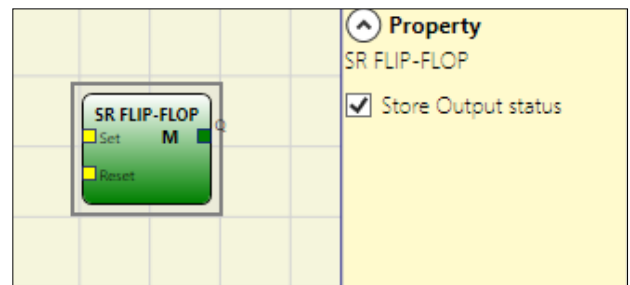 SR FLIP-FLOP
Set M
Q
Reset
Property
SR FLIP-FLOP
Store Output status